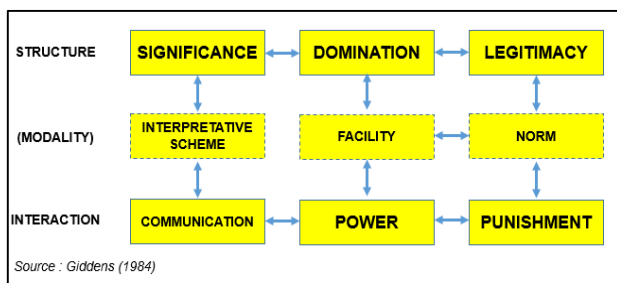 STRUCTURE
SIGNIFICANCE
DOMINATION
LEGITIMACY
(MODALITY)
INTERPRETATIVE
SCHEME
FACILITY
NORM
INTERACTION
COMMUNICATION
POWER
PUNISHMENT
Source : Giddens (1984)